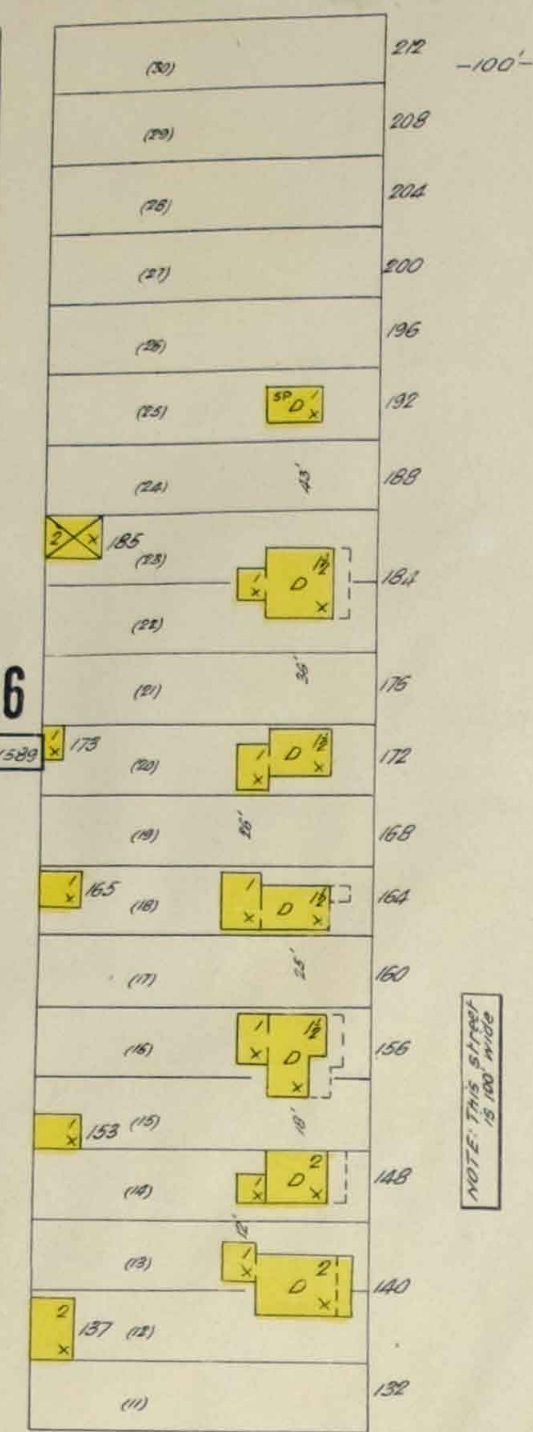 212
-100'-
(30)
208
(29)
204
(28)
200
(27)
196
(26)
192
(25)
SP D 1 x
188
(24)
43'
2 x 185
(23)
1 x
D 1½ x
184
(22)
36'
176
(21)
6
1589
1 x 173
(20)
1 x
D 1½ x
172
168
(19)
26'
1 x 165
(18)
1 x
D 1½
164
160
(17)
25'
1 x
D 1½ x
156
(16)
1 x 153
(15)
18'
148
(14)
1 x
D 2 x
12'
(13)
1 x
D 2 x
140
2 x 137
(12)
132
(11)
NOTE: THIS Street
is 100' wide